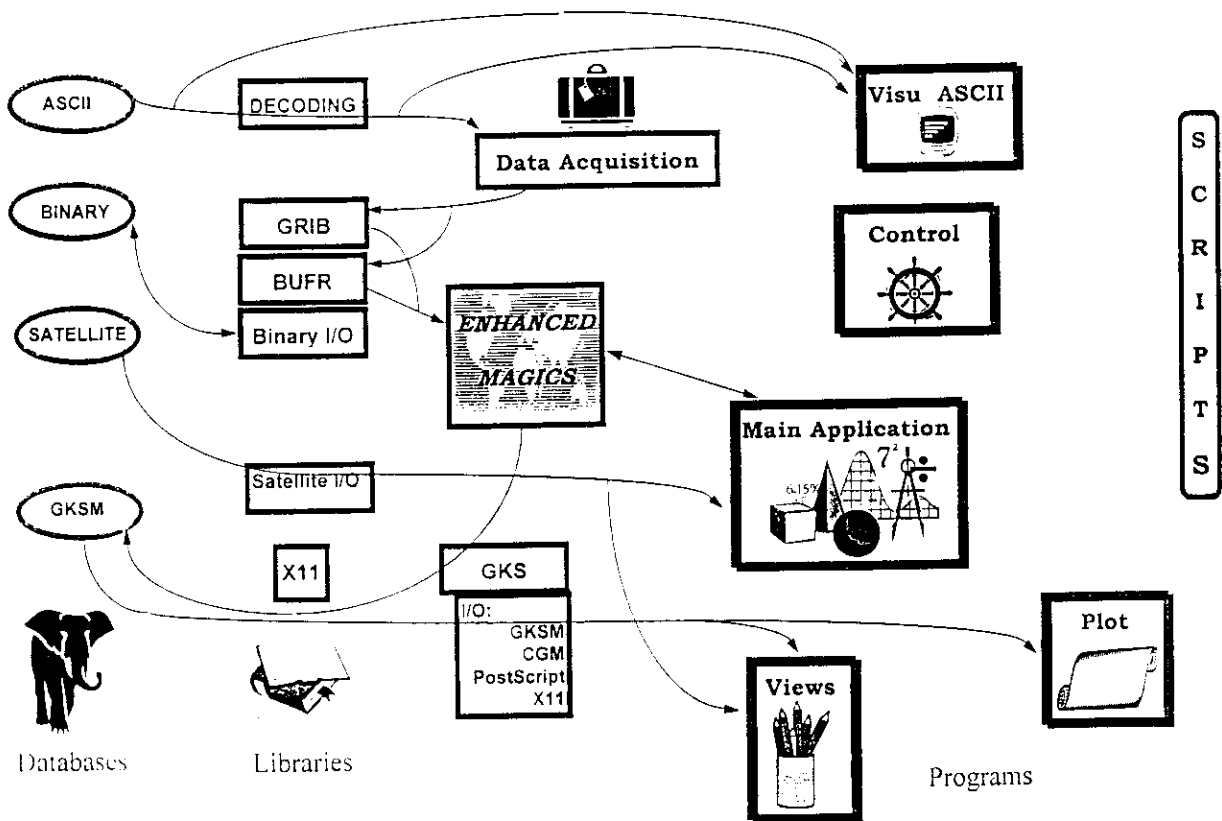 ASCII
DECODING
Visu ASCII
Data Acquisition
BINARY
GRIB
BUFR
Binary I/O
Control
SATELLITE
ENHANCED
MAGICS
Main Application
7²
6.15%
Satellite I/O
GKSM
X11
GKS
I/O:
GKSM
CGM
PostScript
X11
Views
Plot
Databases
Libraries
Programs
S
C
R
I
P
T
S